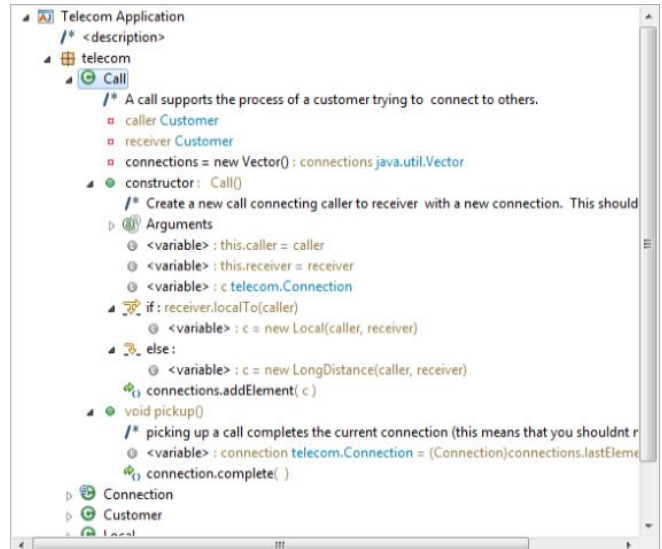 Telecom Application
/* <description>
telecom
Call
/* A call supports the process of a customer trying to connect to others.
caller Customer
receiver Customer
connections = new Vector() : connections java.util.Vector
constructor : Call()
/* Create a new call connecting caller to receiver with a new connection. This should
Arguments
<variable> : this.caller = caller
<variable> : this.receiver = receiver
<variable> : c telecom.Connection
if : receiver.localTo(caller)
<variable> : c = new Local(caller, receiver)
else :
<variable> : c = new LongDistance(caller, receiver)
connections.addElement( c )
void pickup()
/* picking up a call completes the current connection (this means that you shouldnt r
<variable> : connection telecom.Connection = (Connection)connections.lastEleme
connection.complete( )
Connection
Customer
Local